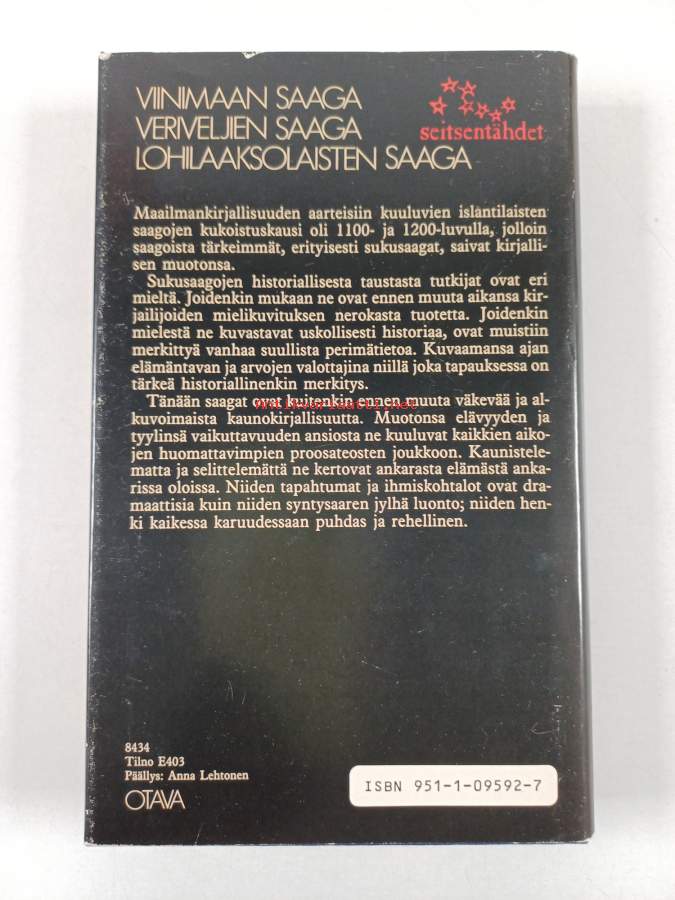 VIINIMAAN SAAGA
VERIVELJIEN SAAGA
LOHILAAKSOLAISTEN SAAGA
seitsentähdet
Maailmankirjallisuuden aarteisiin kuuluvien islantilaisten
saagojen kukoistuskausi oli 1100- ja 1200-luvulla, jolloin
saagoista tärkeimmät, erityisesti sukusaagat, saivat kirjalli-
sen muotonsa.
Sukusaagojen historiallisesta taustasta tutkijat ovat eri
mieltä. Joidenkin mukaan ne ovat ennen muuta aikansa kir-
jailijoiden mielikuvituksen nerokasta tuotetta. Joidenkin
mielestä ne kuvastavat uskollisesti historiaa, ovat muistiin
merkittyä vanhaa suullista perimätietoa. Kuvaamansa ajan
elämäntavan ja arvojen valottajina niillä joka tapauksessa on
tärkeä historiallinenkin merkitys.
Tänään saagat ovat kuitenkin ennen muuta väkevää ja al-
kuvoimaista kaunokirjallisuutta. Muotonsa elävyyden ja
tyylinsä vaikuttavuuden ansiosta ne kuuluvat kaikkien aiko-
jen huomattavimpien proosateosten joukkoon. Kaunistele-
matta ja selittelemättä ne kertovat ankarasta elämästä anka-
rissa oloissa. Niiden tapahtumat ja ihmiskohtalot ovat dra-
maattisia kuin niiden syntysaaren jylhä luonto; niiden hen-
ki kaikessa karuudessaan puhdas ja rehellinen.
8434
Tilno E403
Päällys: Anna Lehtonen
OTAVA
ISBN 951-1-09592-7